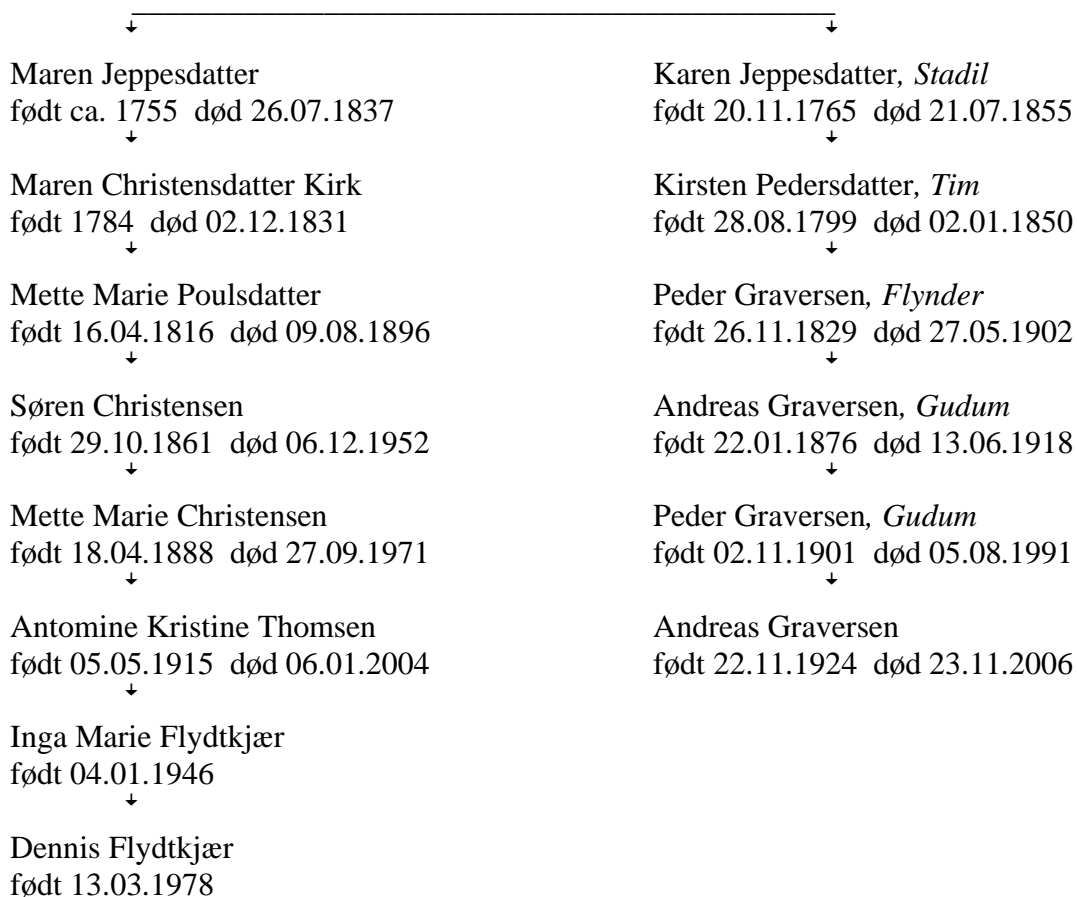 Maren Jeppesdatter
født ca. 1755 død 26.07.1837
Maren Christensdatter Kirk
født 1784 død 02.12.1831
Mette Marie Poulsdatter
født 16.04.1816 død 09.08.1896
Søren Christensen
født 29.10.1861 død 06.12.1952
Mette Marie Christensen
født 18.04.1888 død 27.09.1971
Antomine Kristine Thomsen
født 05.05.1915 død 06.01.2004
Inga Marie Flydtkjær
født 04.01.1946
Dennis Flydtkjær
født 13.03.1978
Karen Jeppesdatter, Stadil
født 20.11.1765 død 21.07.1855
Kirsten Pedersdatter, Tim
født 28.08.1799 død 02.01.1850
Peder Graversen, Flynder
født 26.11.1829 død 27.05.1902
Andreas Graversen, Gudum
født 22.01.1876 død 13.06.1918
Peder Graversen, Gudum
født 02.11.1901 død 05.08.1991
Andreas Graversen
født 22.11.1924 død 23.11.2006